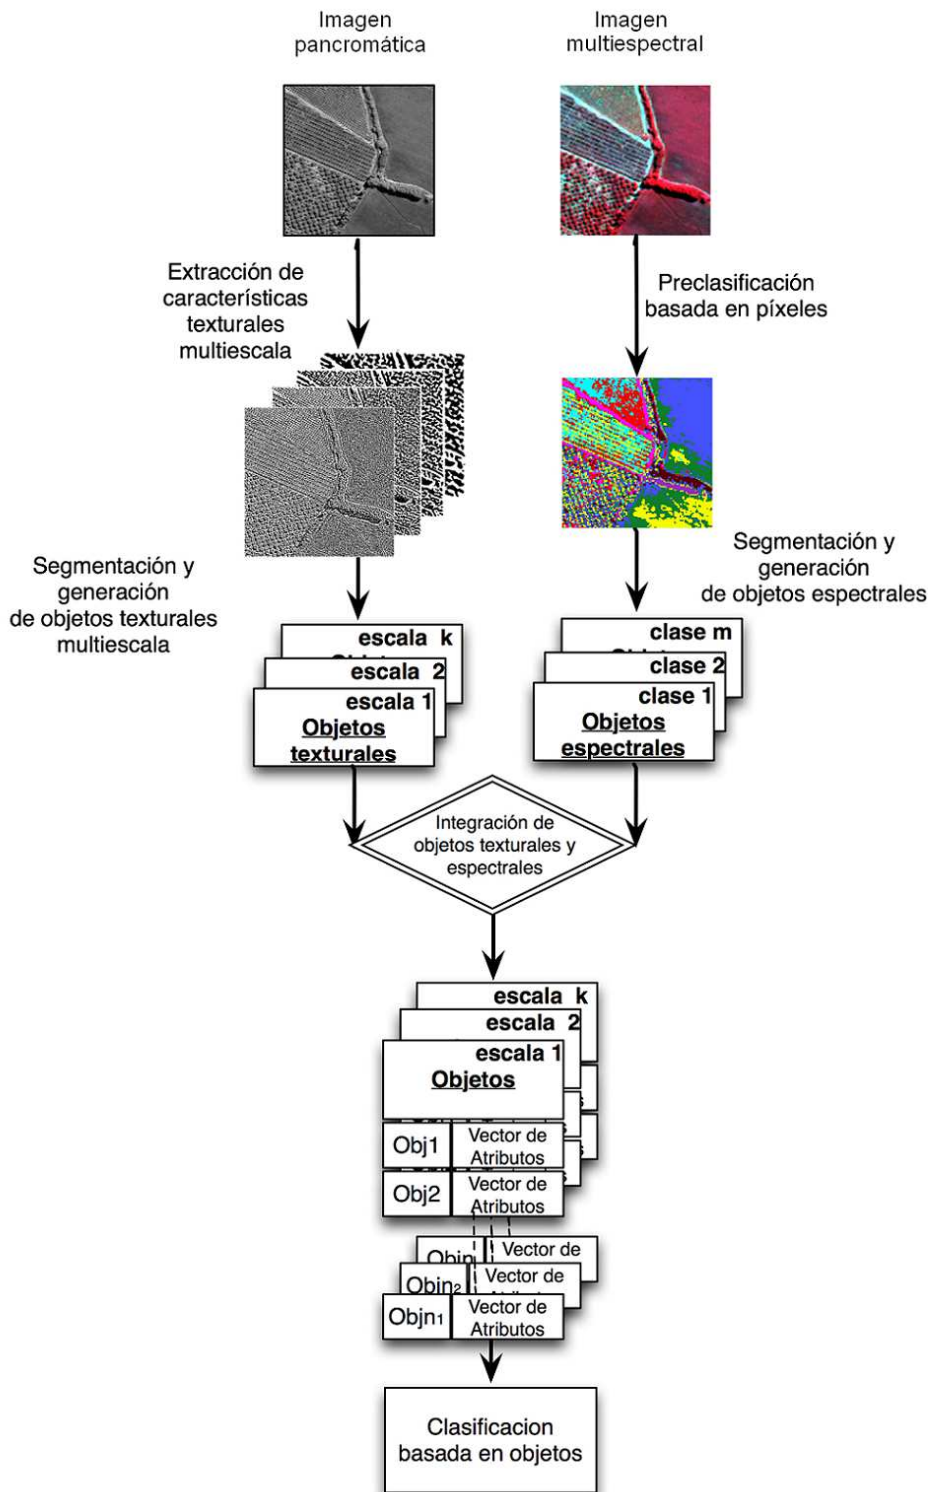 Imagen
pancromática
Imagen
multiespectral
Extracción de
características
texturales
multiescala
Preclasificación
basada en píxeles
Segmentación y
generación
de objetos texturales
multiescala
Segmentación y
generación
de objetos espectrales
escala k
escala 2
escala 1
Objetos
texturales
clase m
clase 2
clase 1
Objetos
espectrales
Integración de
objetos texturales y
espectrales
escala k
escala 2
escala 1
Objetos
Obj1
Vector de
Atributos
Obj2
Vector de
Atributos
Vector de
Vector de
Objn1
Vector de
Atributos
Clasificacion
basada en objetos